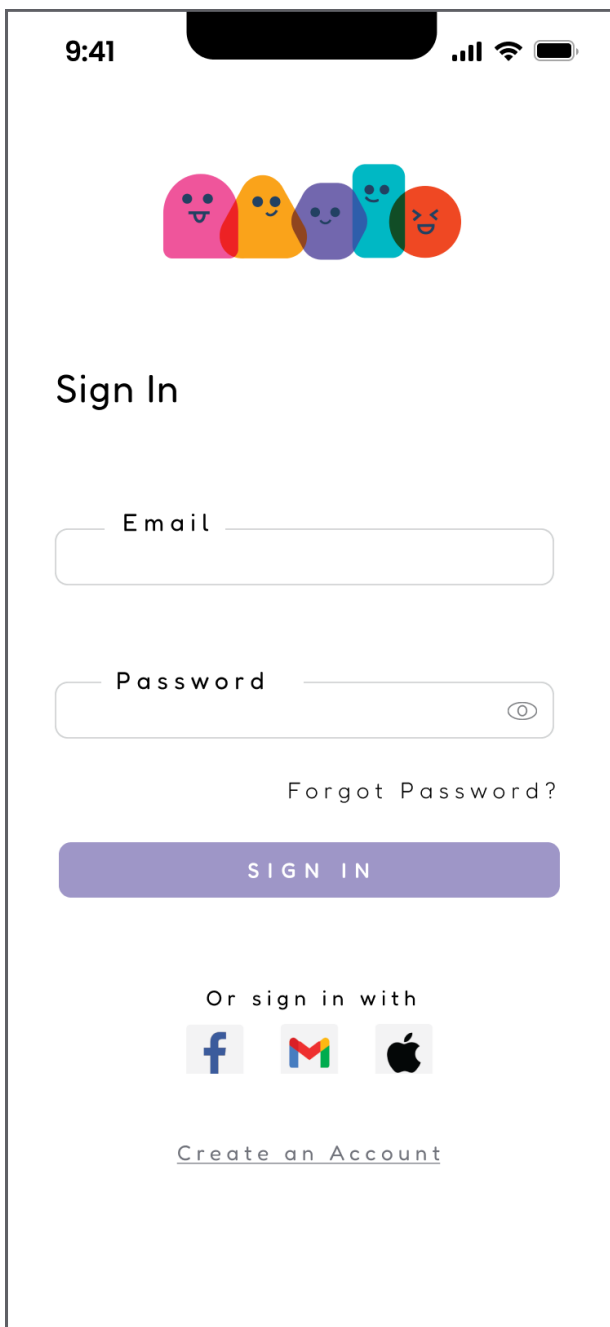 9:41
Sign In
Email
Password
Forgot Password?
SIGN IN
Or sign in with
Create an Account